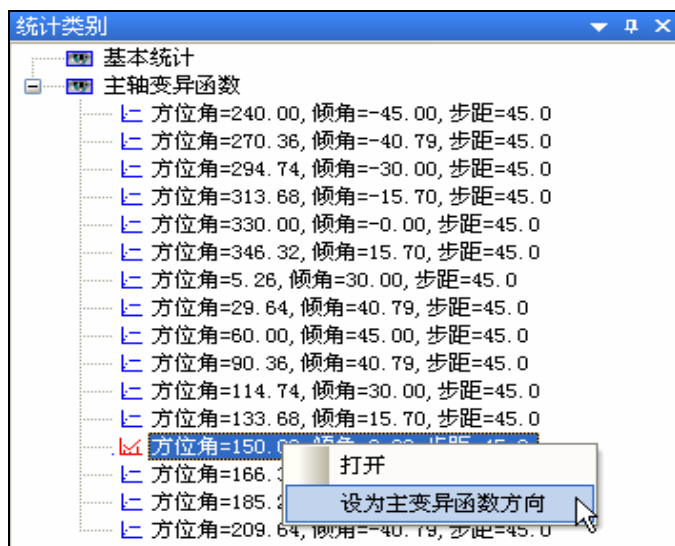 统计类别
基本统计
主轴变异函数
方位角=240.00,倾角=-45.00,步距=45.0
方位角=270.36,倾角=-40.79,步距=45.0
方位角=294.74,倾角=-30.00,步距=45.0
方位角=313.68,倾角=-15.70,步距=45.0
方位角=330.00,倾角=-0.00,步距=45.0
方位角=346.32,倾角=15.70,步距=45.0
方位角=5.26,倾角=30.00,步距=45.0
方位角=29.64,倾角=40.79,步距=45.0
方位角=60.00,倾角=45.00,步距=45.0
方位角=90.36,倾角=40.79,步距=45.0
方位角=114.74,倾角=30.00,步距=45.0
方位角=133.68,倾角=15.70,步距=45.0
方位角=150.
方位角=166.
打开
方位角=185.
设为主变异函数方向
方位角=209.64,倾角=-40.79,步距=45.0